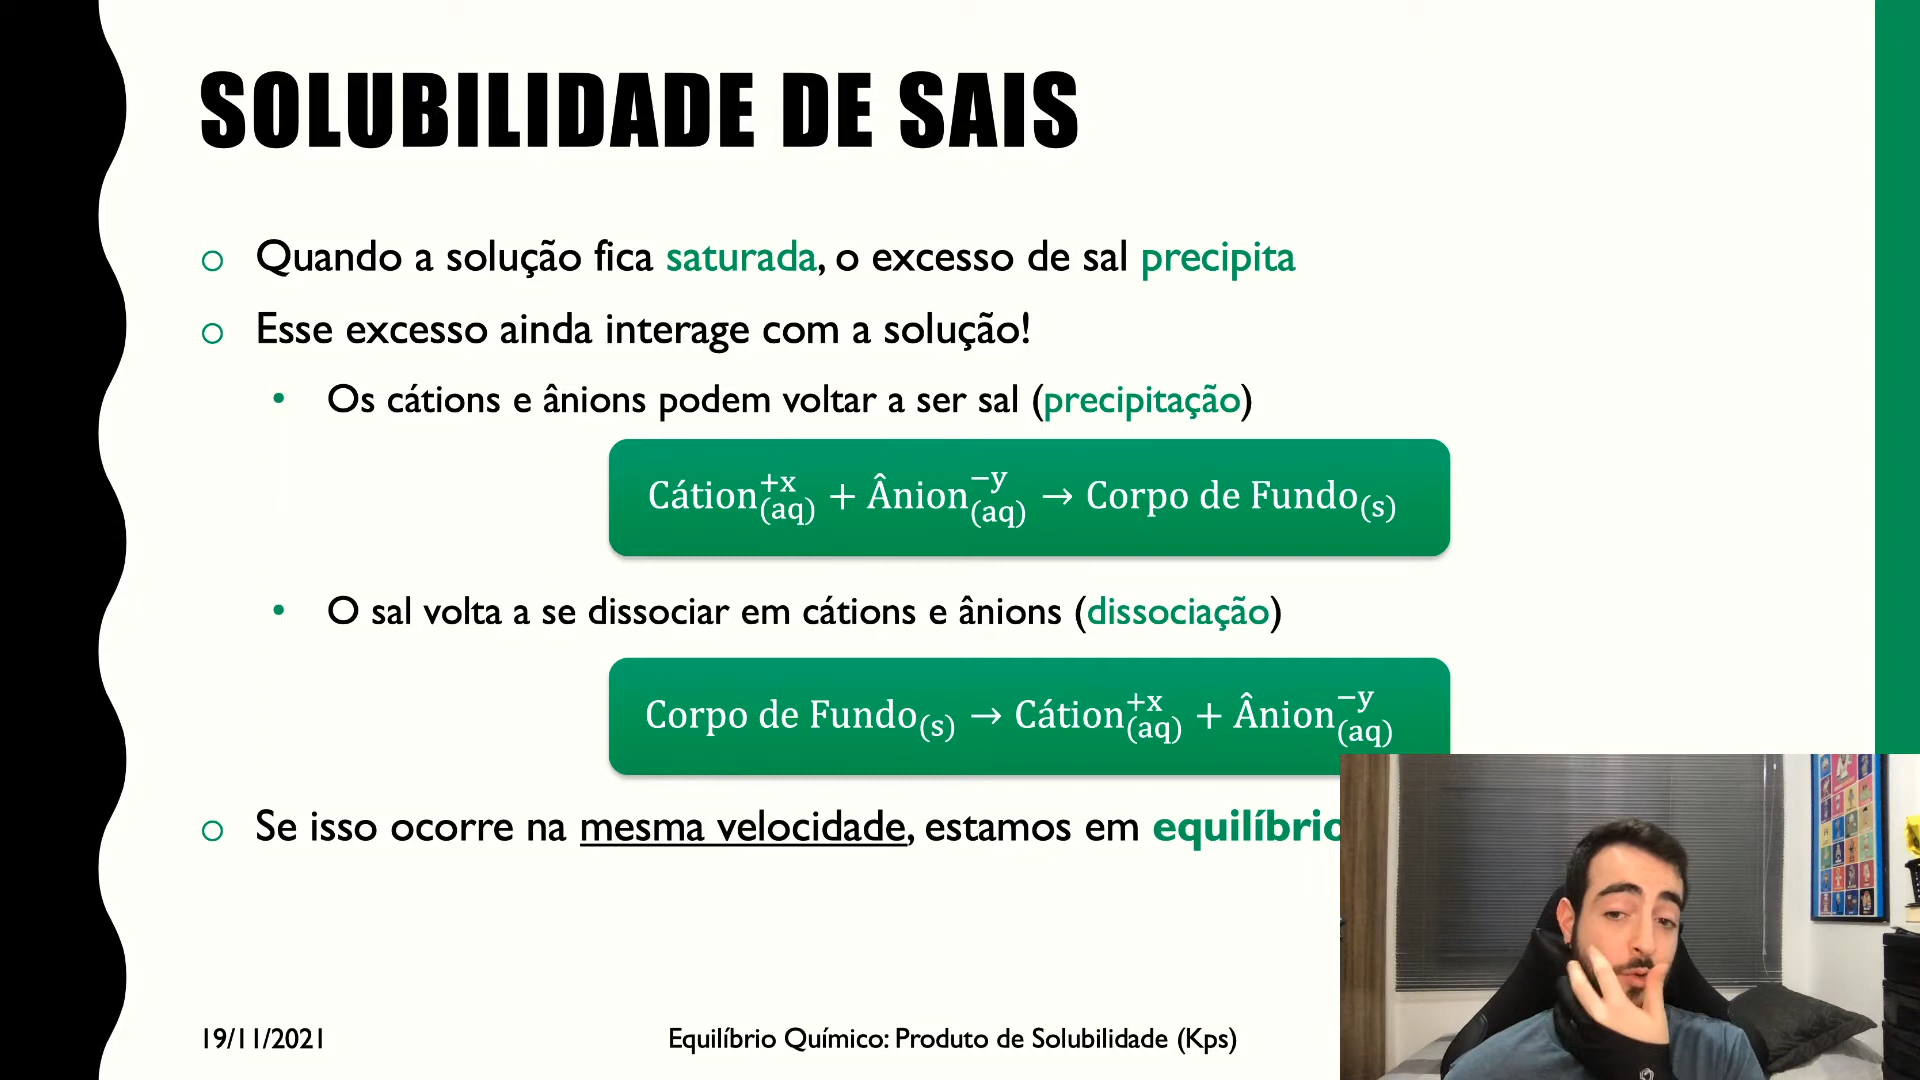 SOLUBILIDADE DE SAIS
Quando a solução fica saturada, o excesso de sal precipita
Esse excesso ainda interage com a solução!
Os cátions e ânions podem voltar a ser sal (precipitação)
Cátion⁺ˣ(aq) + Ânion⁻ʸ(aq) → Corpo de Fundo(s)
O sal volta a se dissociar em cátions e ânions (dissociação)
Corpo de Fundo(s) → Cátion⁺ˣ(aq) + Ânion⁻ʸ(aq)
Se isso ocorre na mesma velocidade, estamos em equilíbrio
19/11/2021
Equilíbrio Químico: Produto de Solubilidade (Kps)